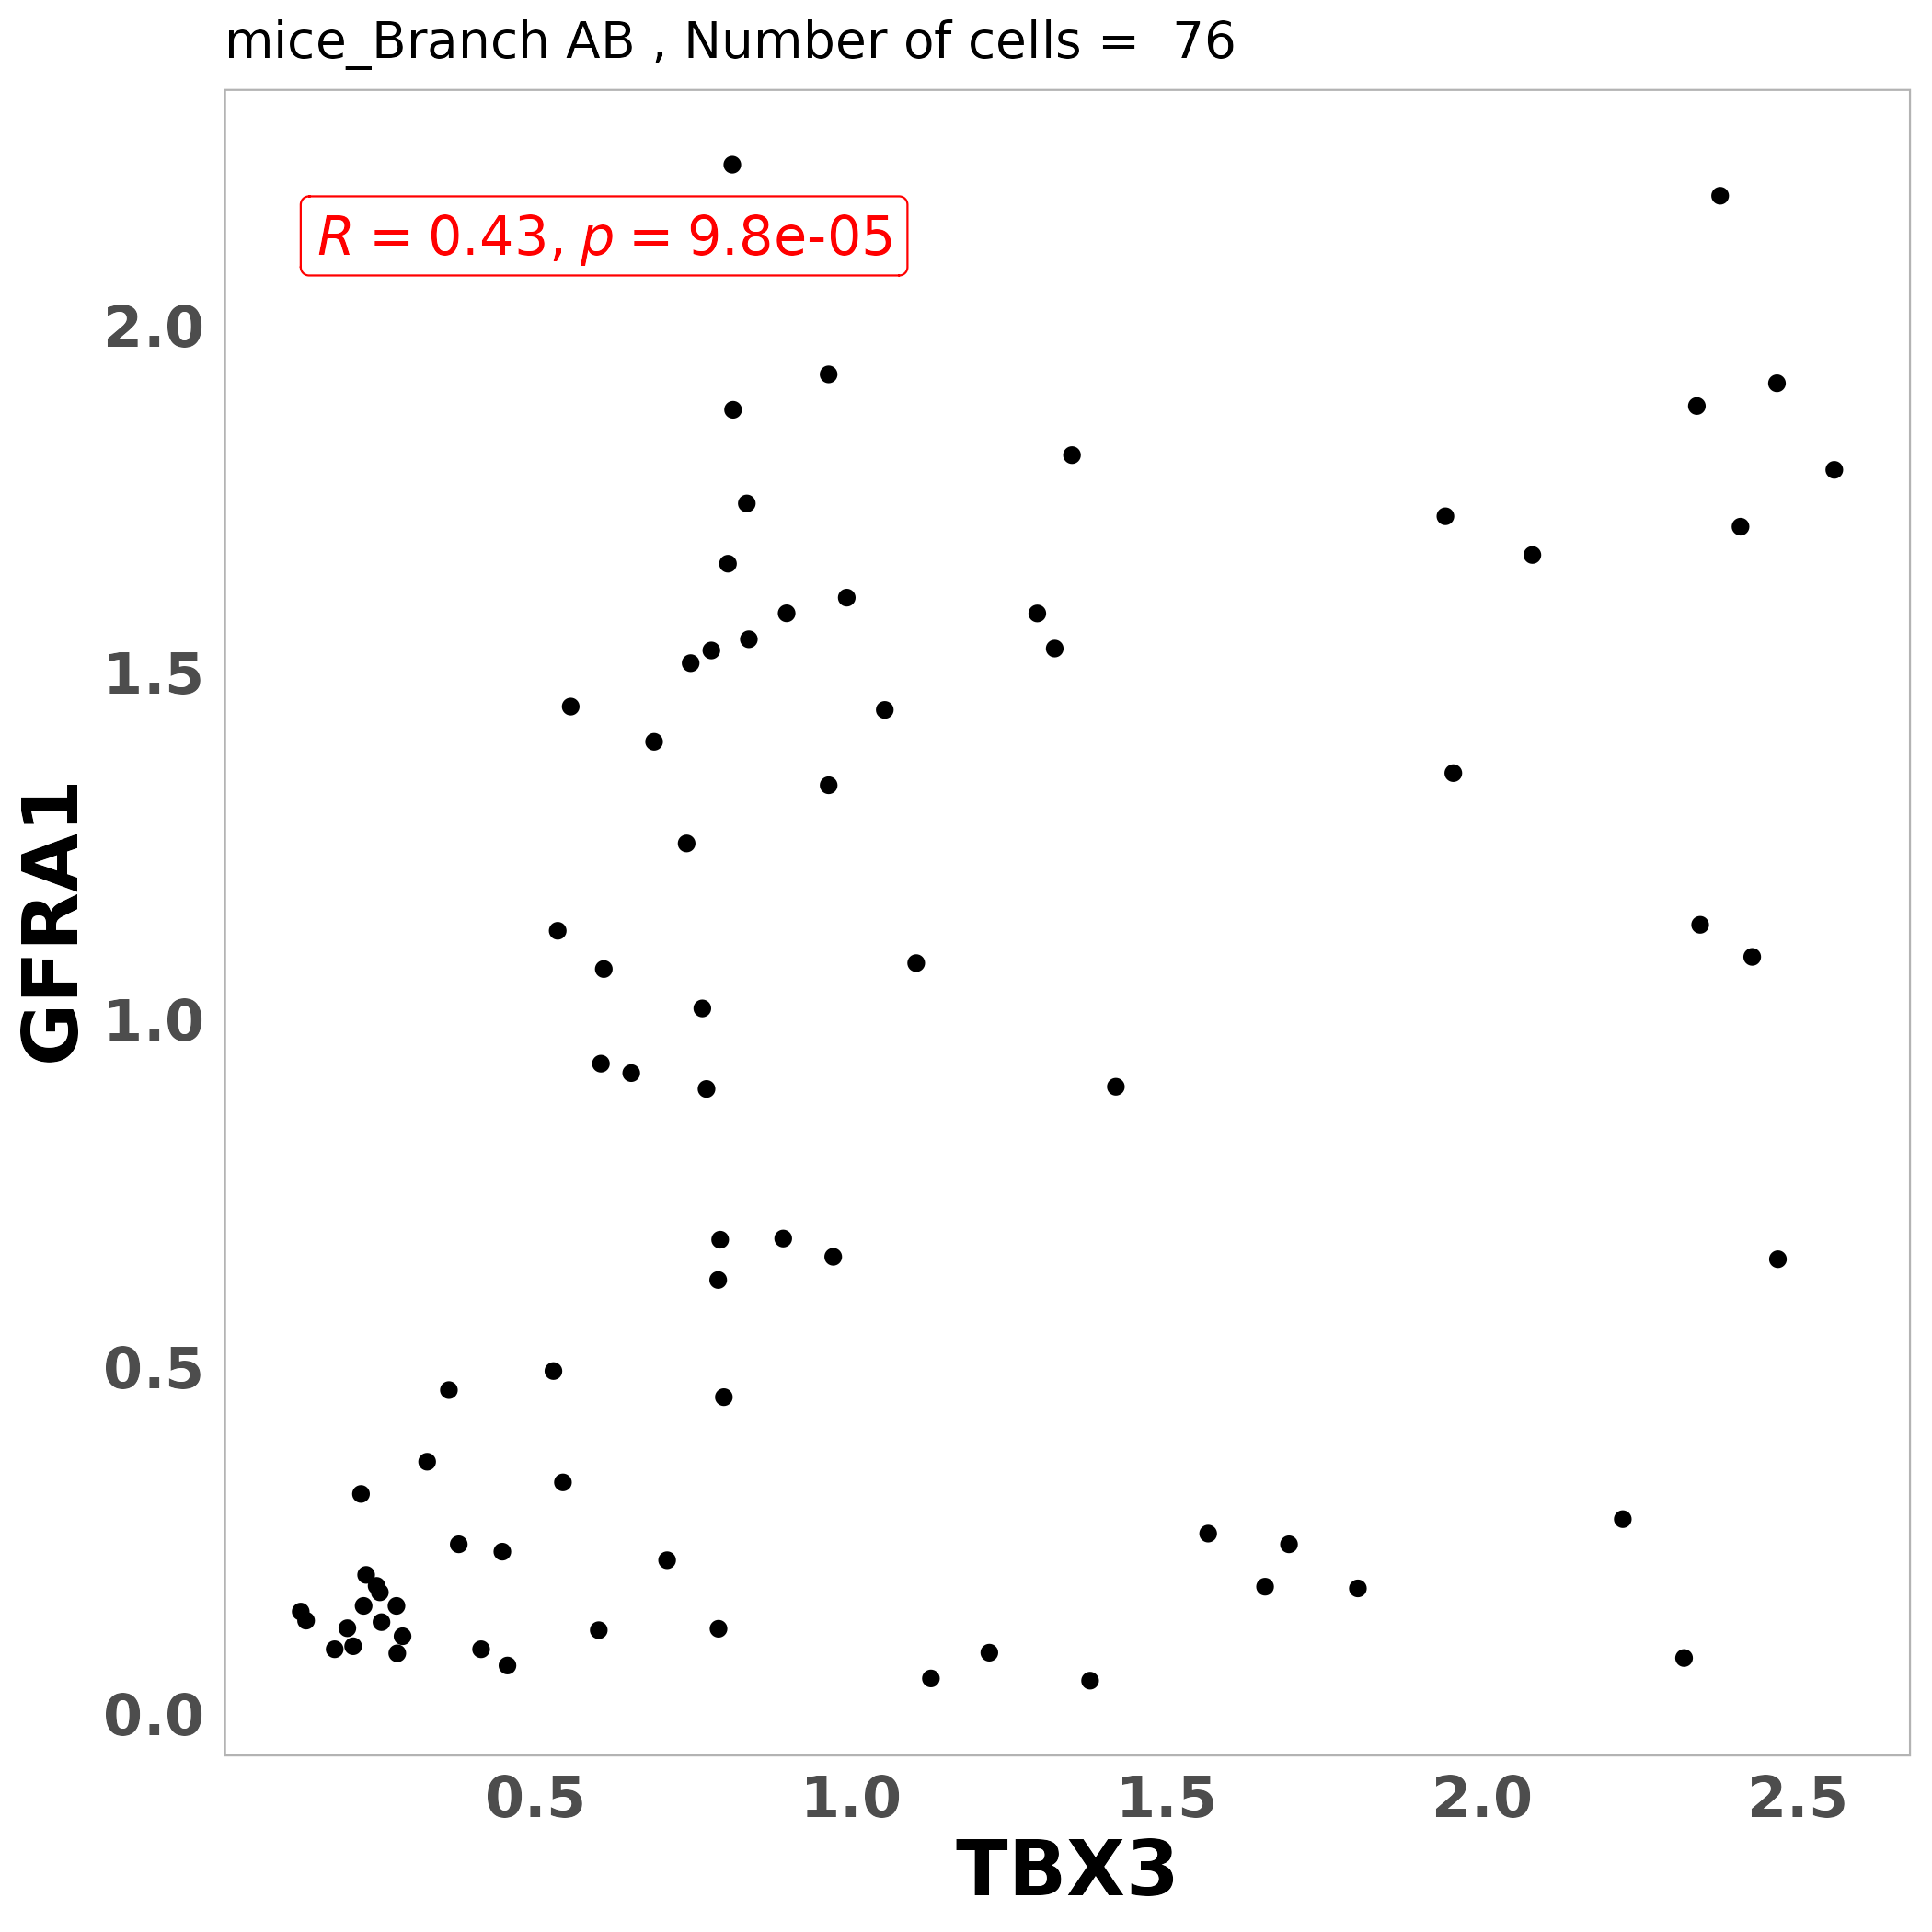 mice_Branch AB , Number of cells =  76
R = 0.43, p = 9.8e-05
GFRA1
2.0
1.5
1.0
0.5
0.0
0.5 1.0 1.5 2.0 2.5
TBX3